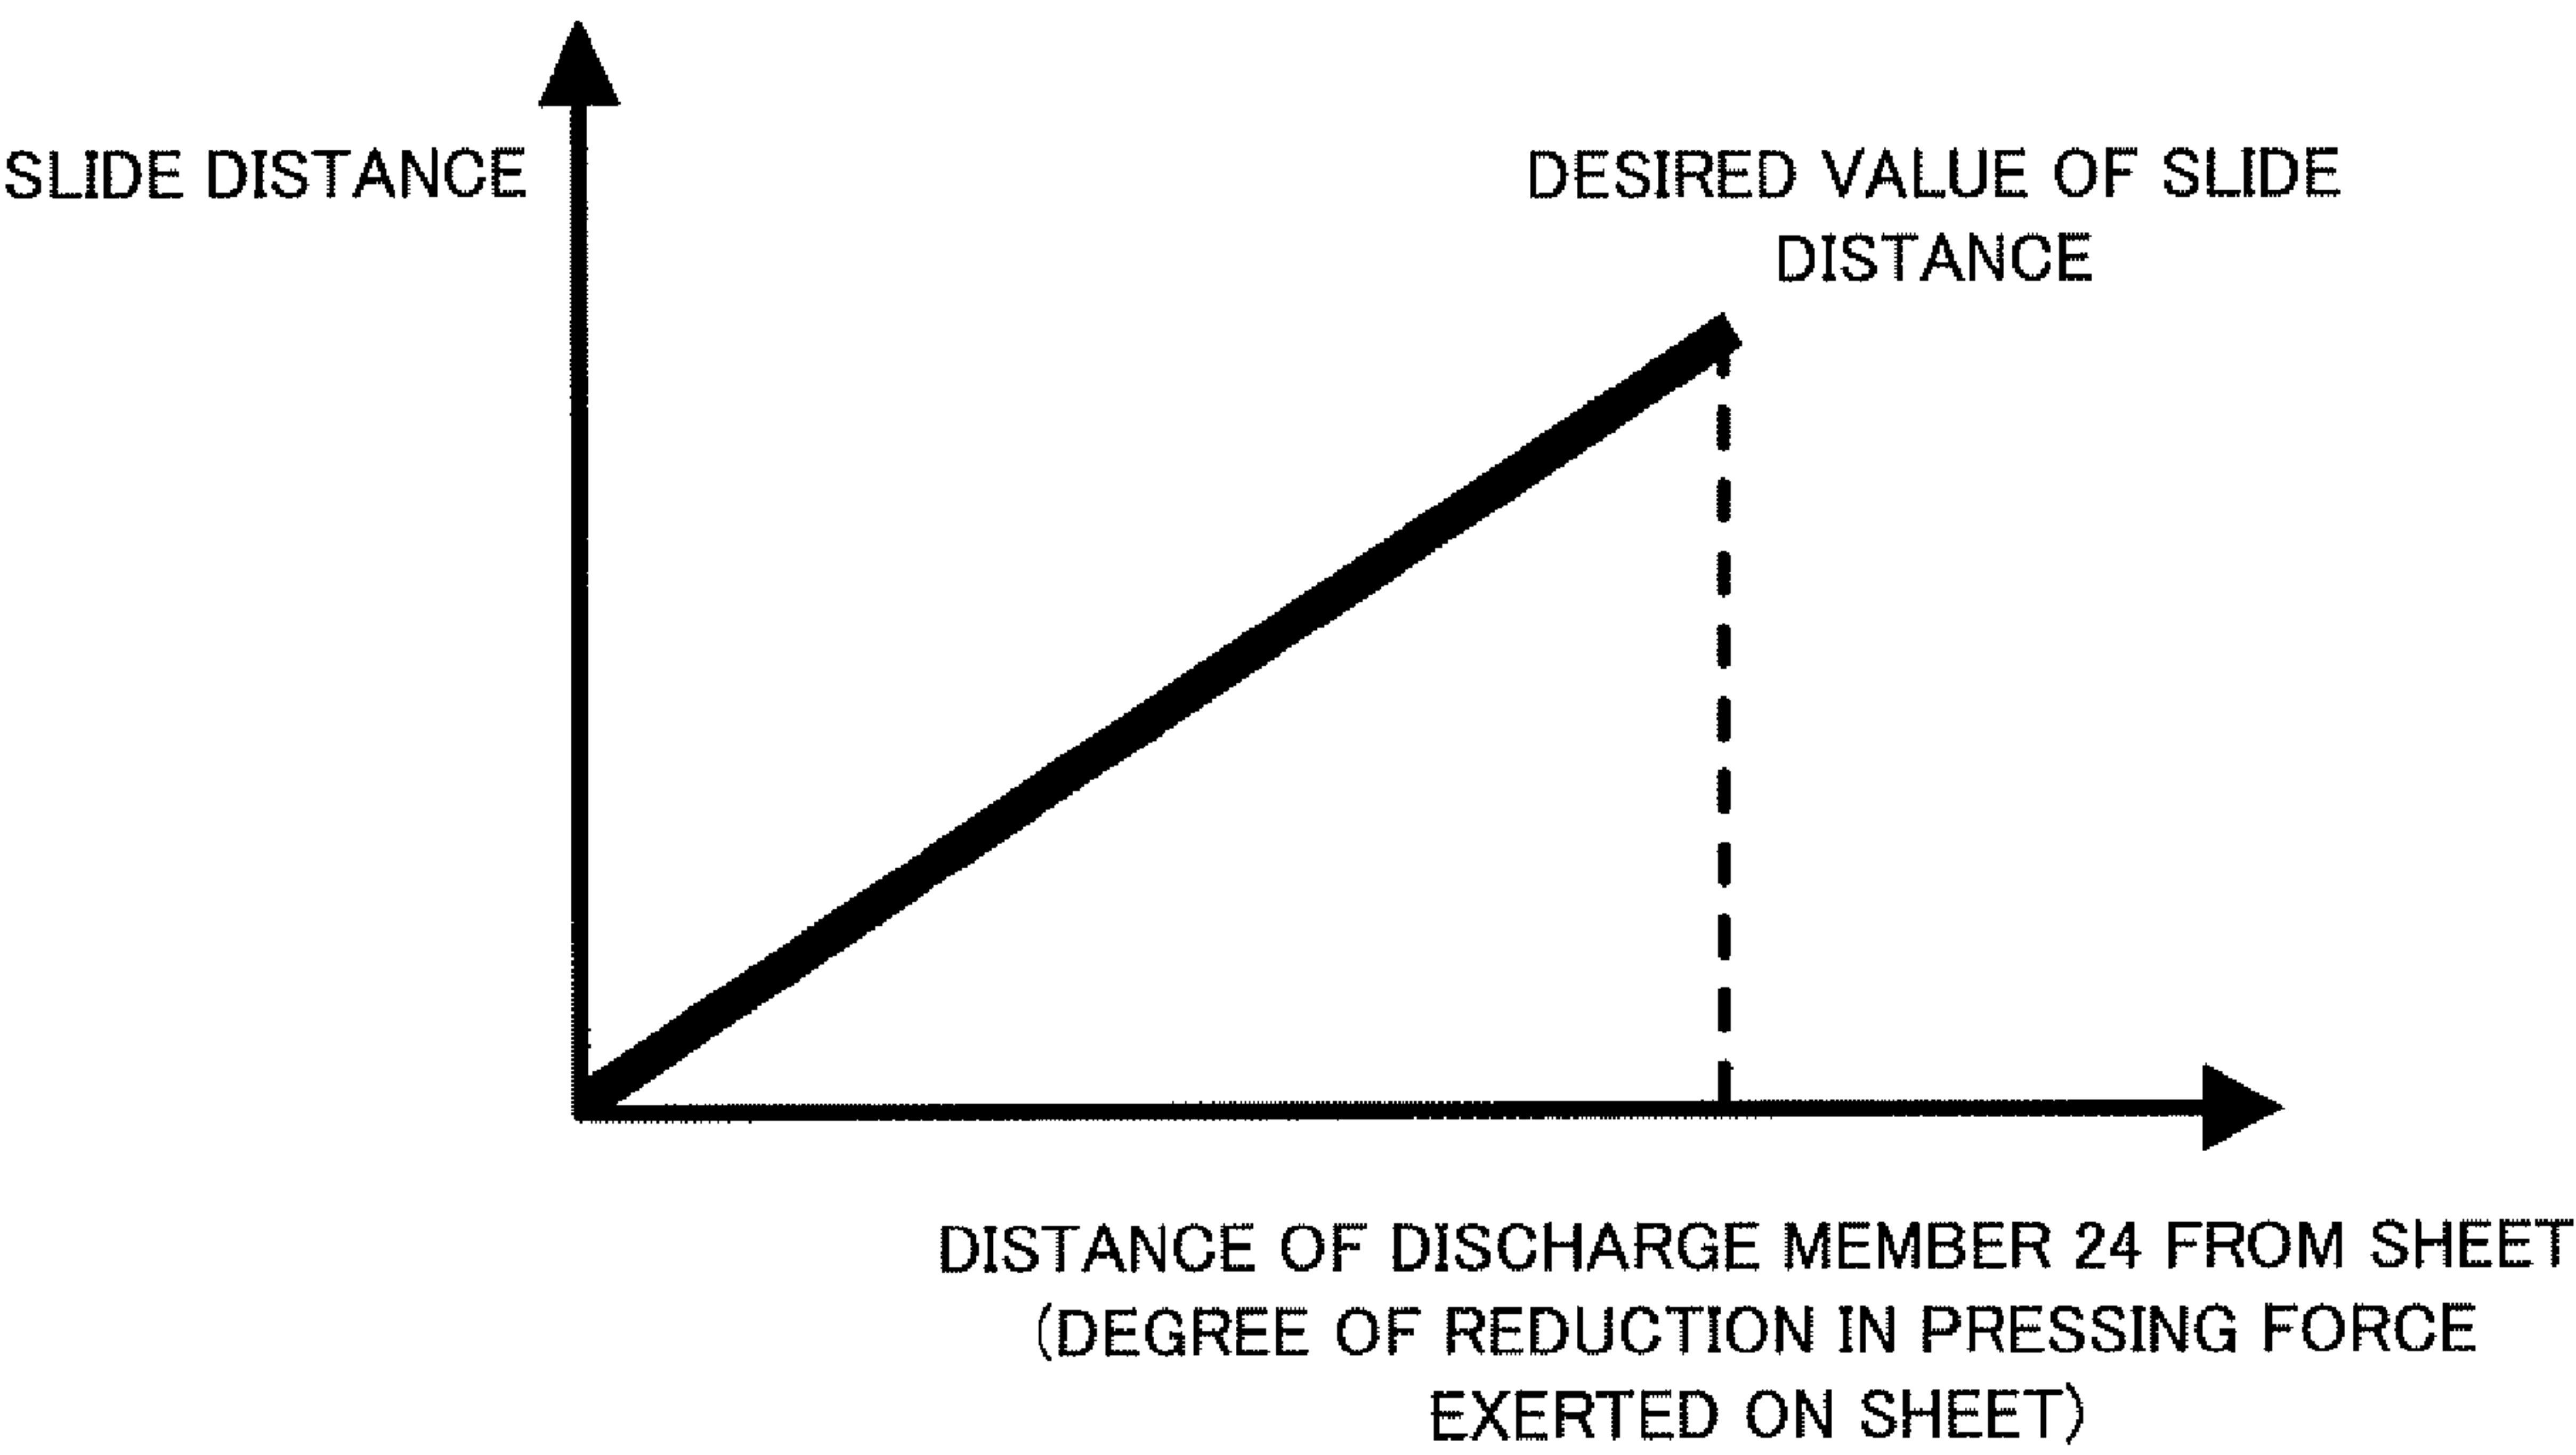 SLIDE DISTANCE
DESIRED VALUE OF SLIDE
DISTANCE
DISTANCE OF DISCHARGE MEMBER 24 FROM SHEET
(DEGREE OF REDUCTION IN PRESSING FORCE
EXERTED ON SHEET)